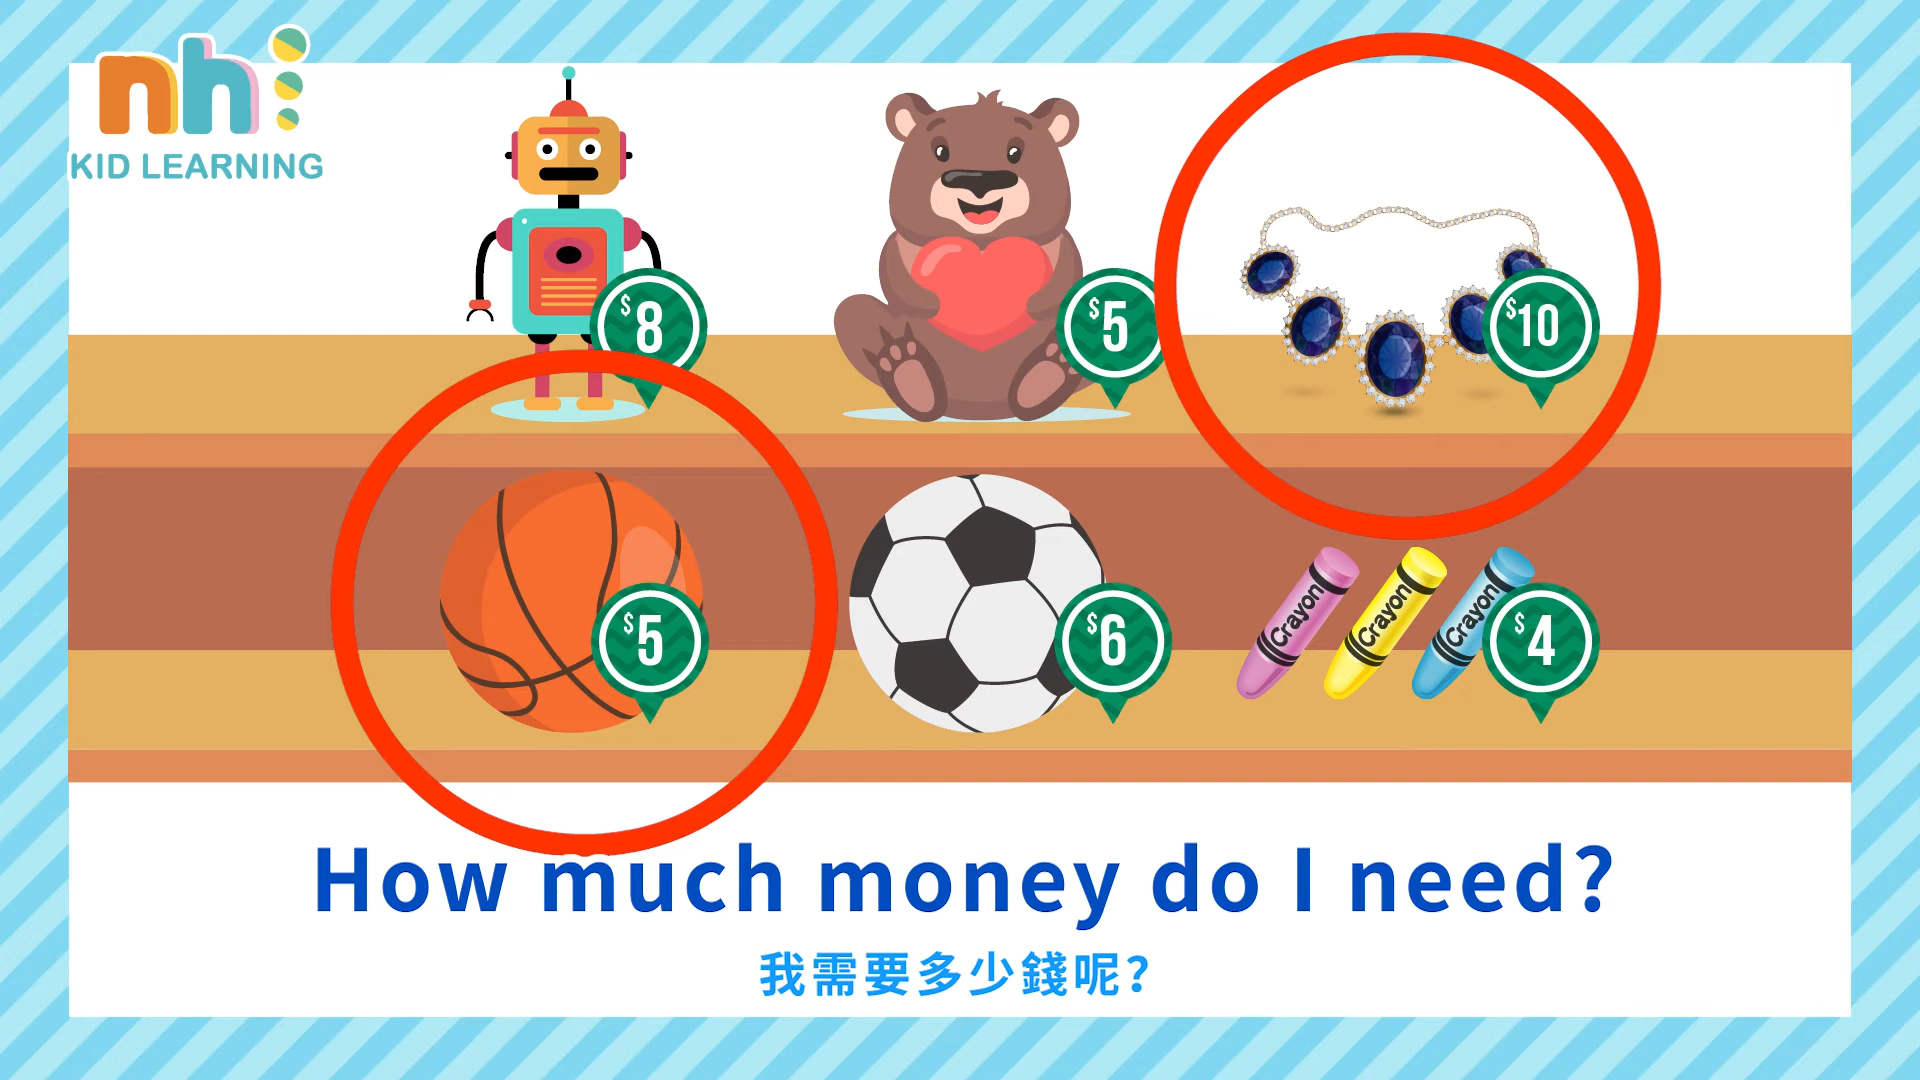 nh
KID LEARNING
$8
$5
$10
$5
$6
Crayon
Crayon
Crayon
$4
How much money do I need?
我需要多少錢呢?